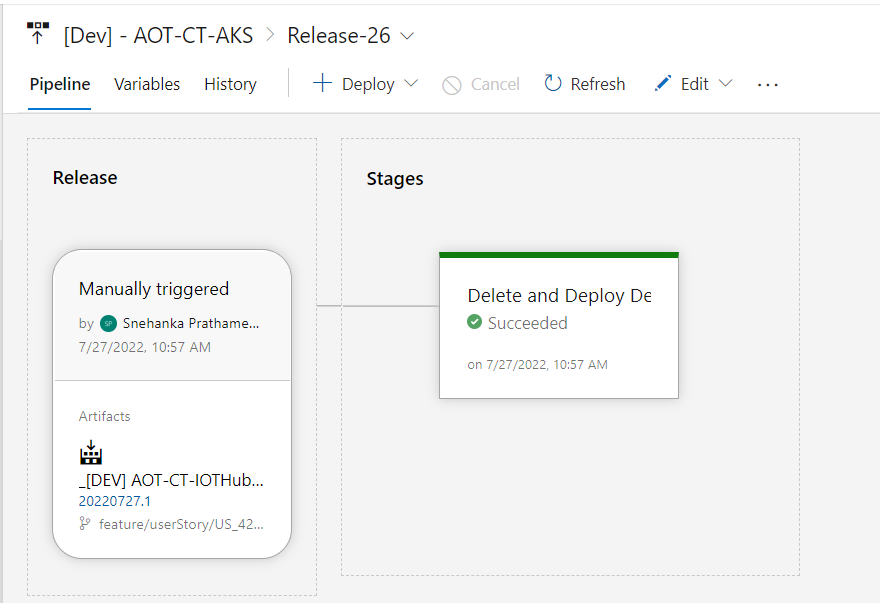 [Dev] - AOT-CT-AKS > Release-26
Pipeline Variables History + Deploy Cancel Refresh Edit ...
Release
Stages
Manually triggered
by SP Snehanka Prathame...
7/27/2022, 10:57 AM
Delete and Deploy De
Succeeded
on 7/27/2022, 10:57 AM
Artifacts
_[DEV] AOT-CT-IOTHub...
20220727.1
feature/userStory/US_42...